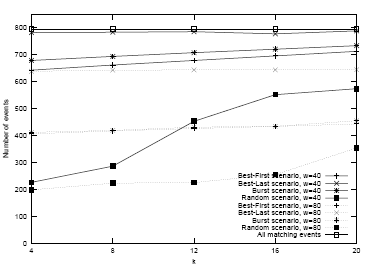 800
700
600
500
400
300
200
100
0
Number of events
Best-First scenario, w=40
Best-Last scenario, w=40
Burst scenario, w=40
Random scenario, w=40
Best-First scenario, w=80
Best-Last scenario, w=80
Burst scenario, w=80
Random scenario, w=80
All matching events
4 8 12 16 20
k